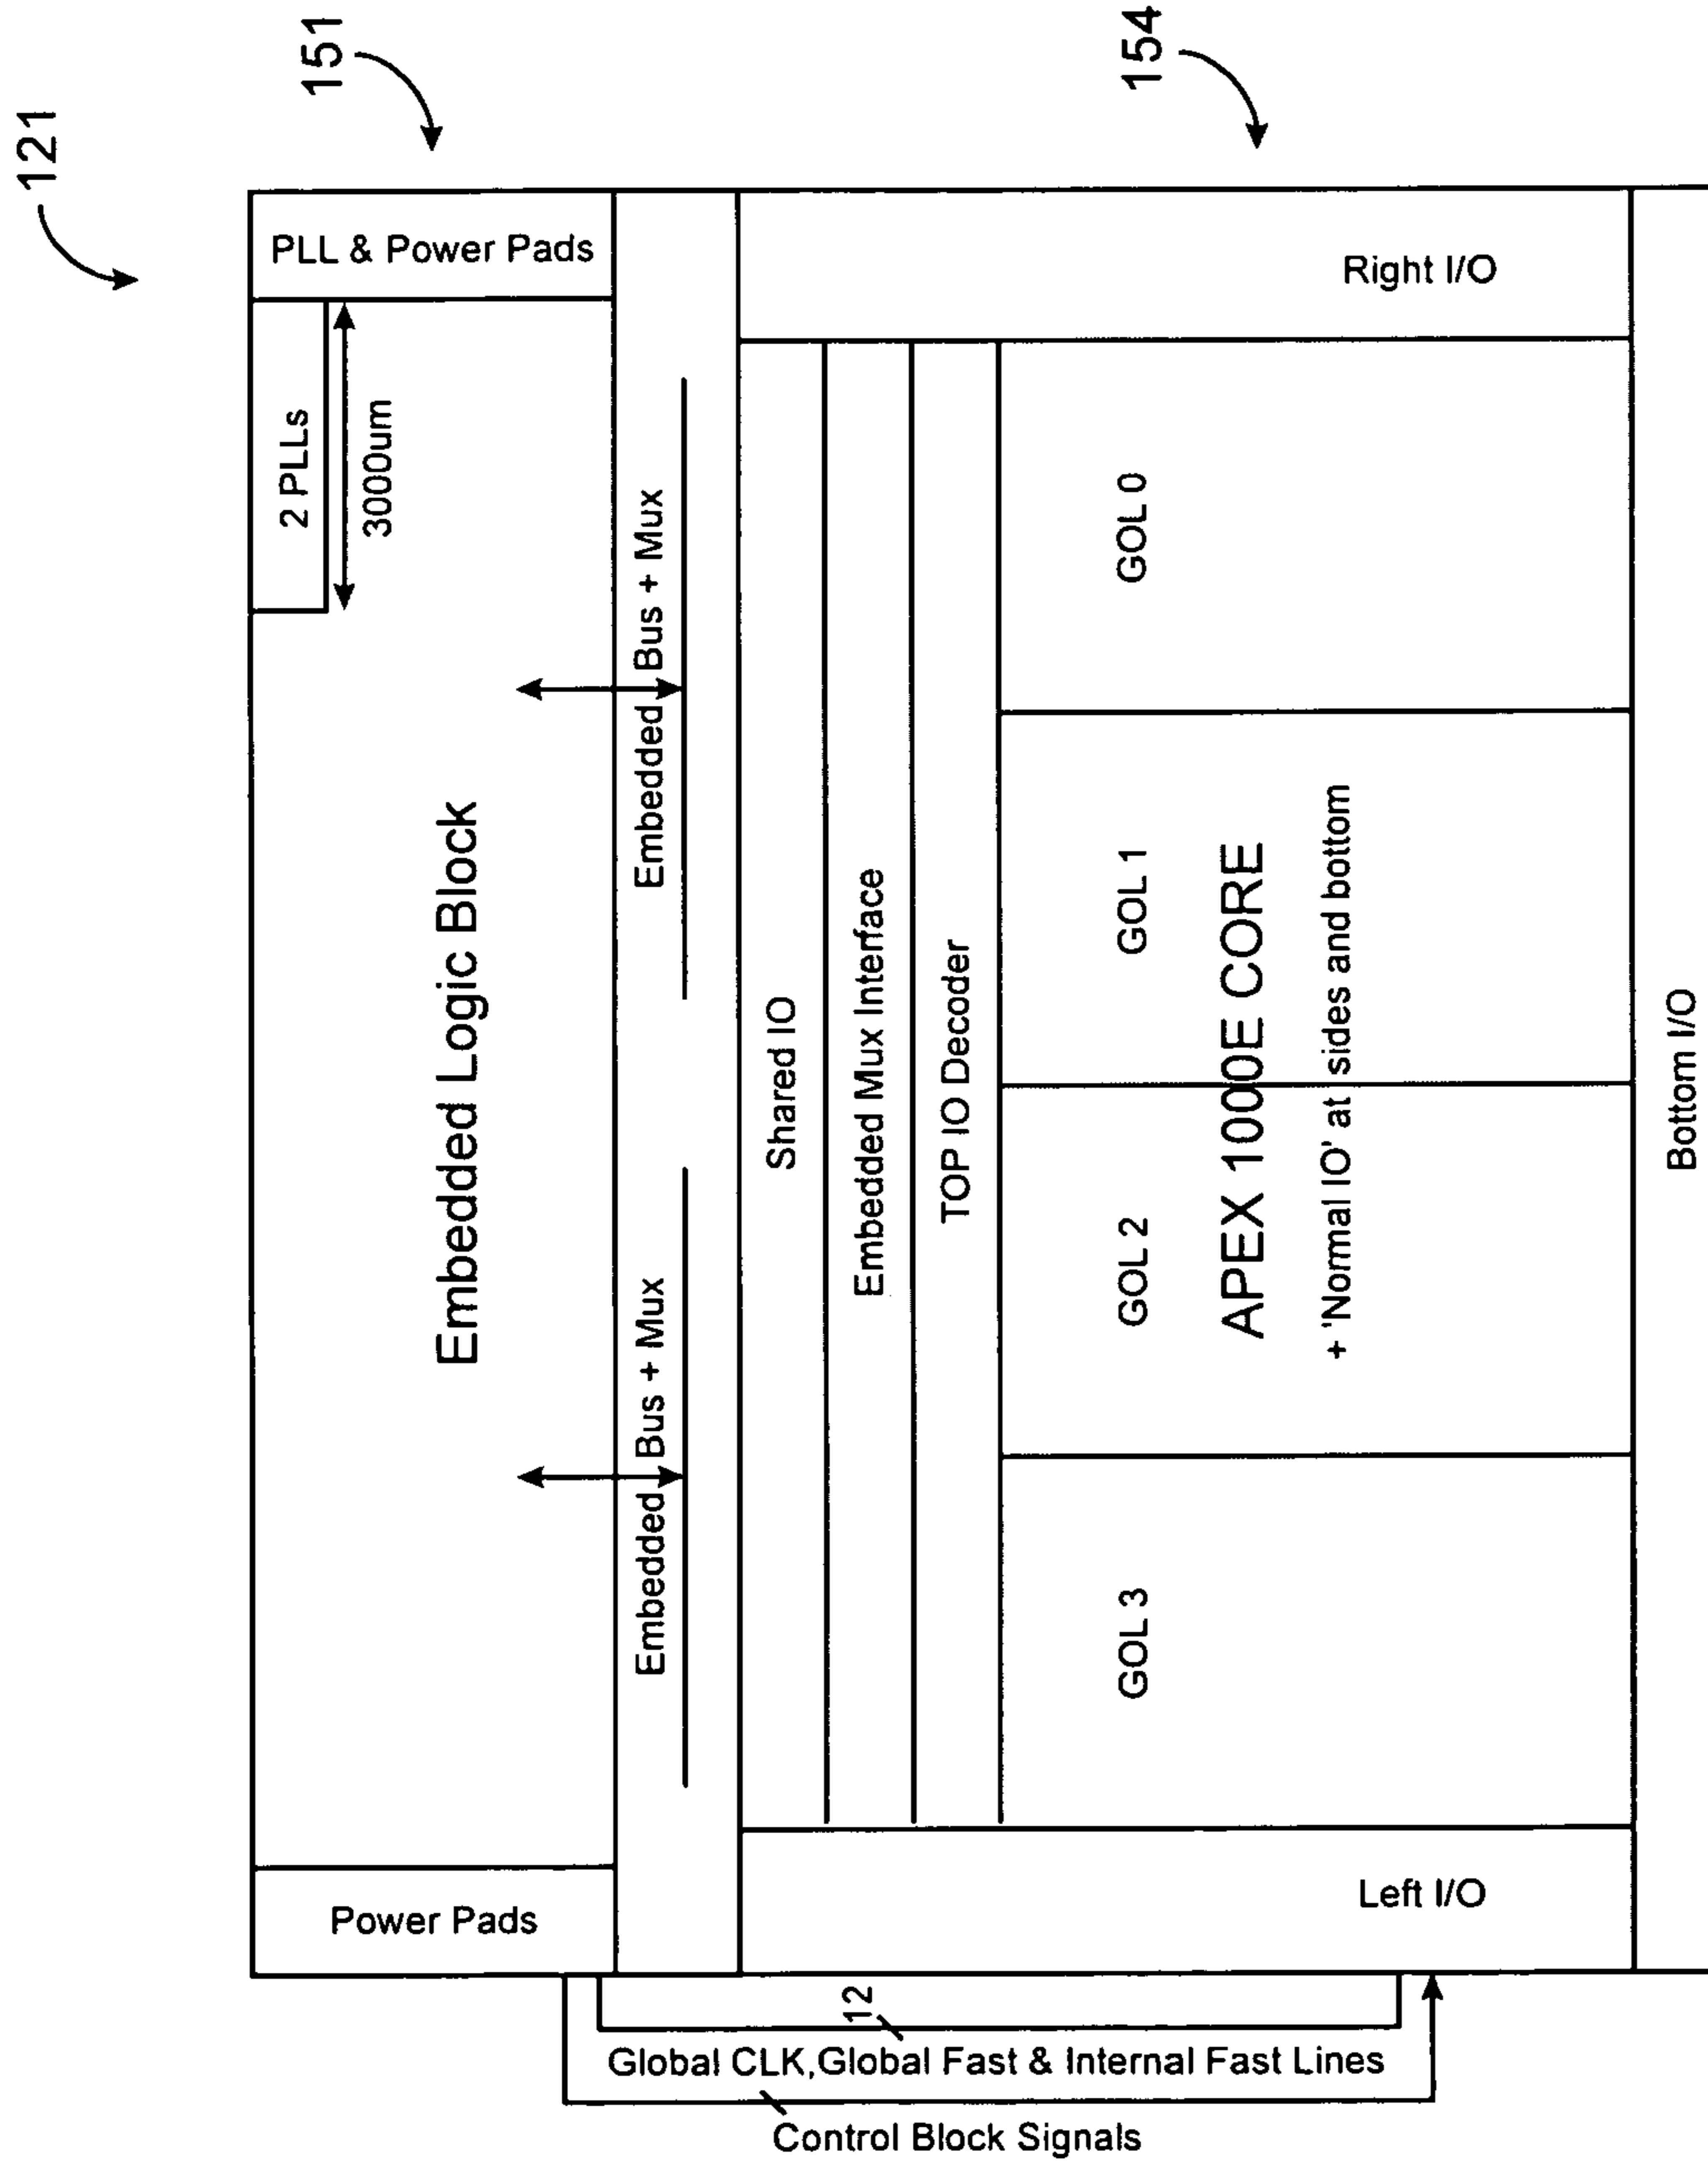 121
151
154
PLL & Power Pads
2 PLLs
3000um
Embedded Logic Block
Power Pads
Embedded Bus + Mux
Embedded Bus + Mux
Shared IO
Embedded Mux Interface
TOP IO Decoder
Right I/O
Left I/O
GOL 3
GOL 2
GOL 1
GOL 0
APEX 1000E CORE
+ 'Normal IO' at sides and bottom
Bottom I/O
12
Global CLK, Global Fast & Internal Fast Lines
Control Block Signals